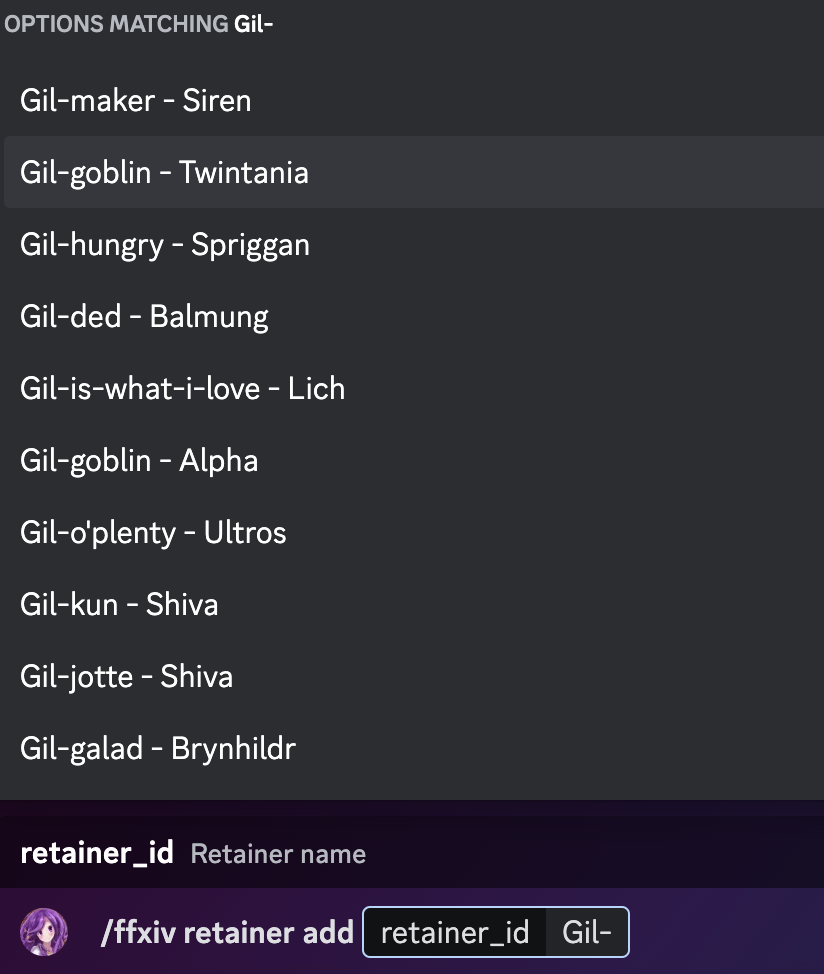 OPTIONS MATCHING Gil-
Gil-maker - Siren
Gil-goblin - Twintania
Gil-hungry - Spriggan
Gil-ded - Balmung
Gil-is-what-i-love - Lich
Gil-goblin - Alpha
Gil-o'plenty - Ultros
Gil-kun - Shiva
Gil-jotte - Shiva
Gil-galad - Brynhildr
retainer_id Retainer name
/ffxiv retainer add retainer_id Gil-